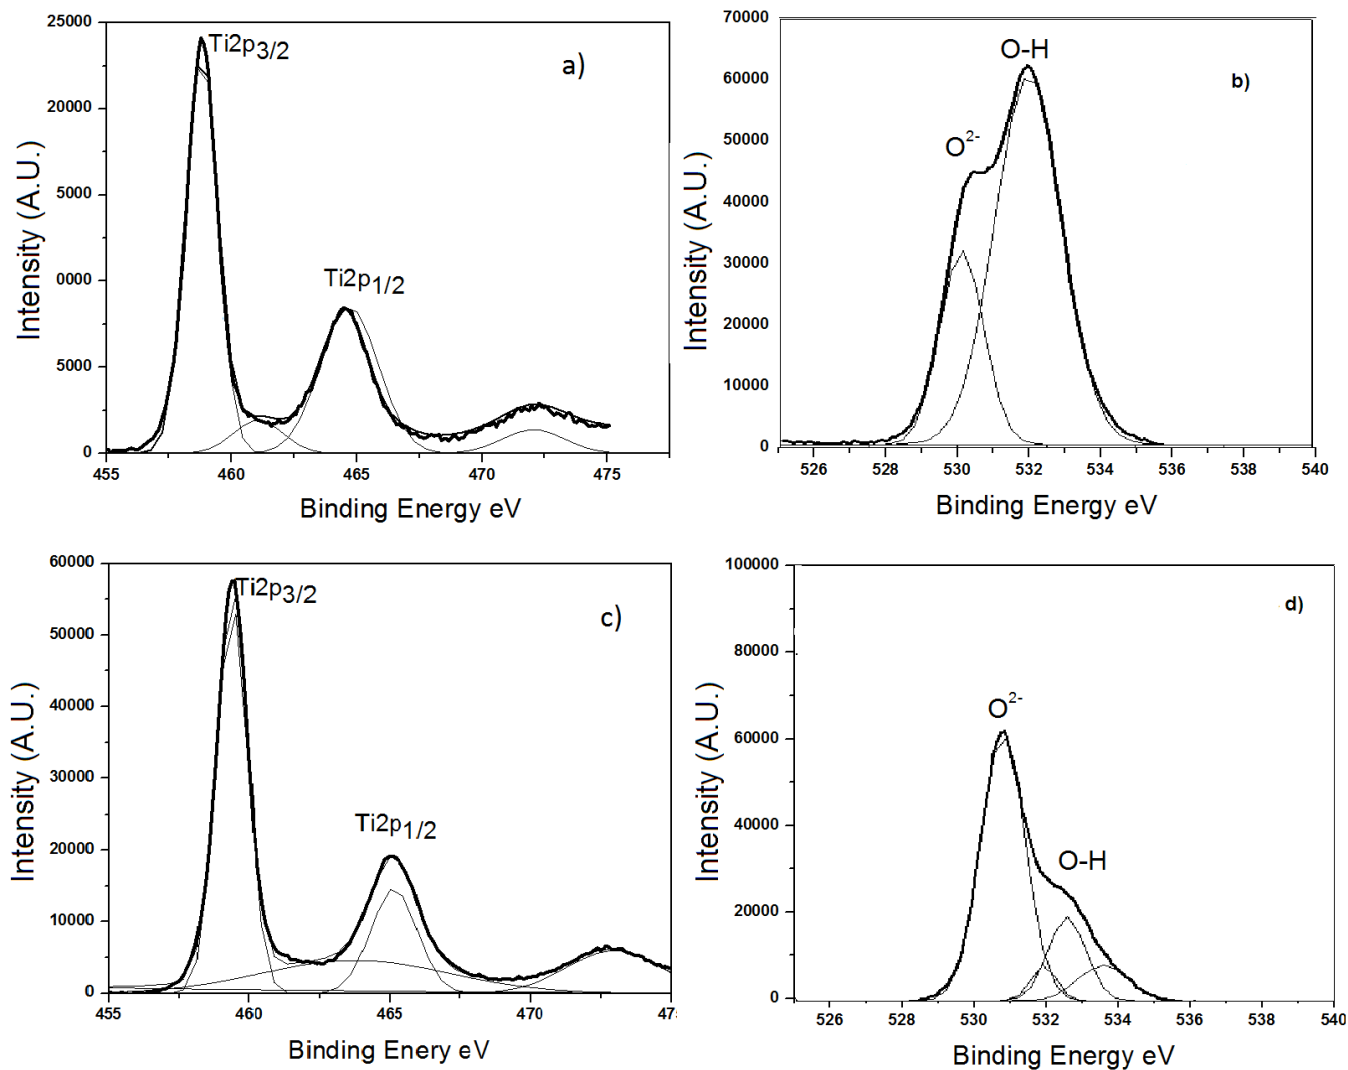 25000
20000
5000
0000
5000
0
Intensity (A.U.)
Ti2p3/2
Ti2p1/2
a)
455
460
465
470
475
Binding Energy eV
70000
60000
50000
40000
30000
20000
10000
0
Intensity (A.U.)
O-H
O2-
b)
526
528
530
532
534
536
538
540
Binding Energy eV
60000
50000
40000
30000
20000
10000
0
Intensity (A.U.)
Ti2p3/2
Ti2p1/2
c)
455
460
465
470
47
Binding Enery eV
100000
80000
60000
40000
20000
0
Intensity (A.U.)
O2-
O-H
d)
526
528
530
532
534
536
538
540
Binding Energy eV